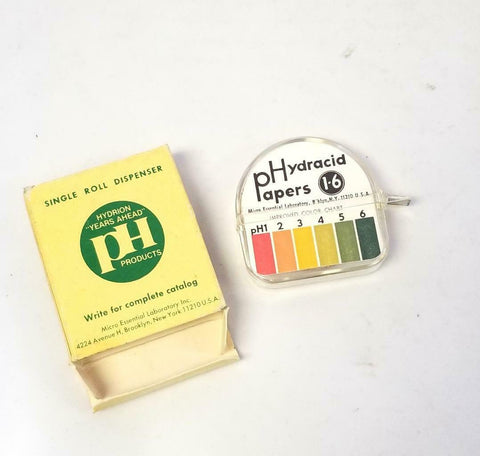 SINGLE ROLL DISPENSER
HYDRION
"YEARS AHEAD"
pH
PRODUCTS
Write for complete catalog
Micro Essential Laboratory Inc.
4224 Avenue H, Brooklyn, New York 11210 U.S.A.
pHydracid
Papers 1-6
Micro Essential Laboratory, B'klyn, N.Y. 11210 U.S.A.
IMPROVED COLOR CHART
pH1 2 3 4 5 6